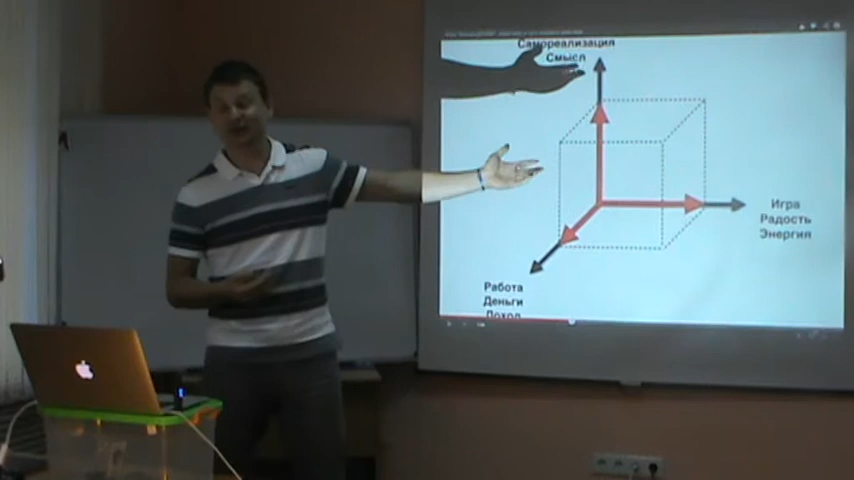 Самореализация
Смысл
Игра
Радость
Энергия
Работа
Деньги
Доход